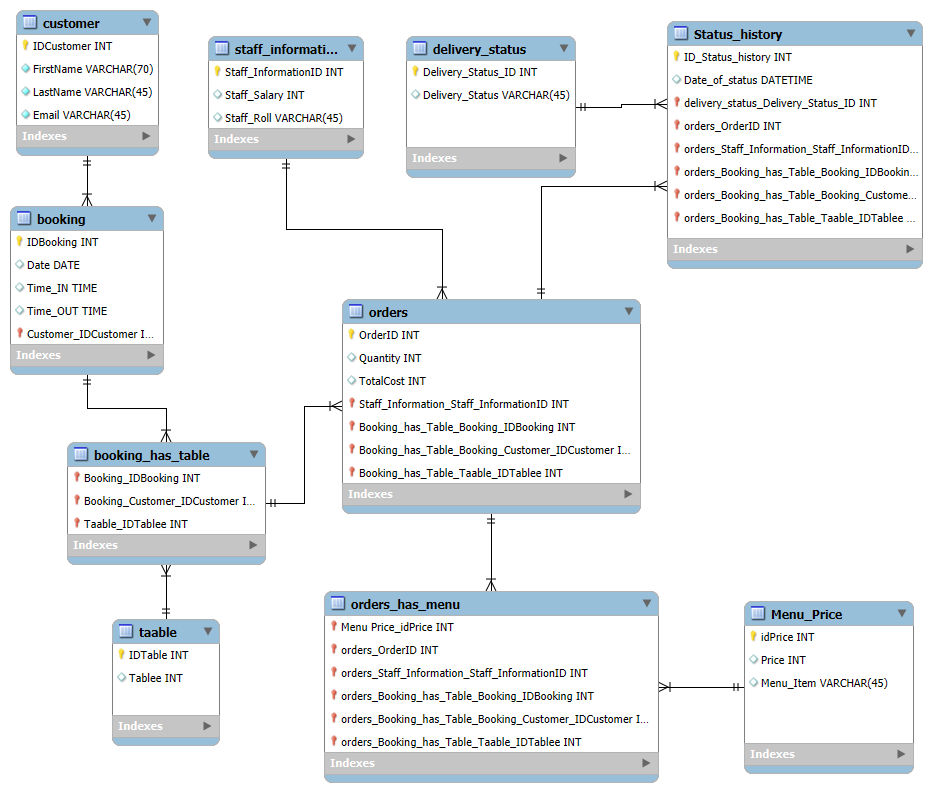 customer
IDCustomer INT
FirstName VARCHAR(70)
LastName VARCHAR(45)
Email VARCHAR(45)
Indexes
staff_informati...
Staff_InformationID INT
Staff_Salary INT
Staff_Roll VARCHAR(45)
Indexes
delivery_status
Delivery_Status_ID INT
Delivery_Status VARCHAR(45)
Indexes
Status_history
ID_Status_history INT
Date_of_status DATETIME
delivery_status_Delivery_Status_ID INT
orders_OrderID INT
orders_Staff_Information_Staff_InformationID...
orders_Booking_has_Table_Booking_IDBookin...
orders_Booking_has_Table_Booking_Custome...
orders_Booking_has_Table_Taable_IDTablee ...
Indexes
booking
IDBooking INT
Date DATE
Time_IN TIME
Time_OUT TIME
Customer_IDCustomer I...
Indexes
orders
OrderID INT
Quantity INT
TotalCost INT
Staff_Information_Staff_InformationID INT
Booking_has_Table_Booking_IDBooking INT
Booking_has_Table_Booking_Customer_IDCustomer I...
Booking_has_Table_Taable_IDTablee INT
Indexes
booking_has_table
Booking_IDBooking INT
Booking_Customer_IDCustomer I...
Taable_IDTablee INT
Indexes
taable
IDTable INT
Tablee INT
Indexes
orders_has_menu
Menu Price_idPrice INT
orders_OrderID INT
orders_Staff_Information_Staff_InformationID INT
orders_Booking_has_Table_Booking_IDBooking INT
orders_Booking_has_Table_Booking_Customer_IDCustomer I...
orders_Booking_has_Table_Taable_IDTablee INT
Indexes
Menu_Price
idPrice INT
Price INT
Menu_Item VARCHAR(45)
Indexes